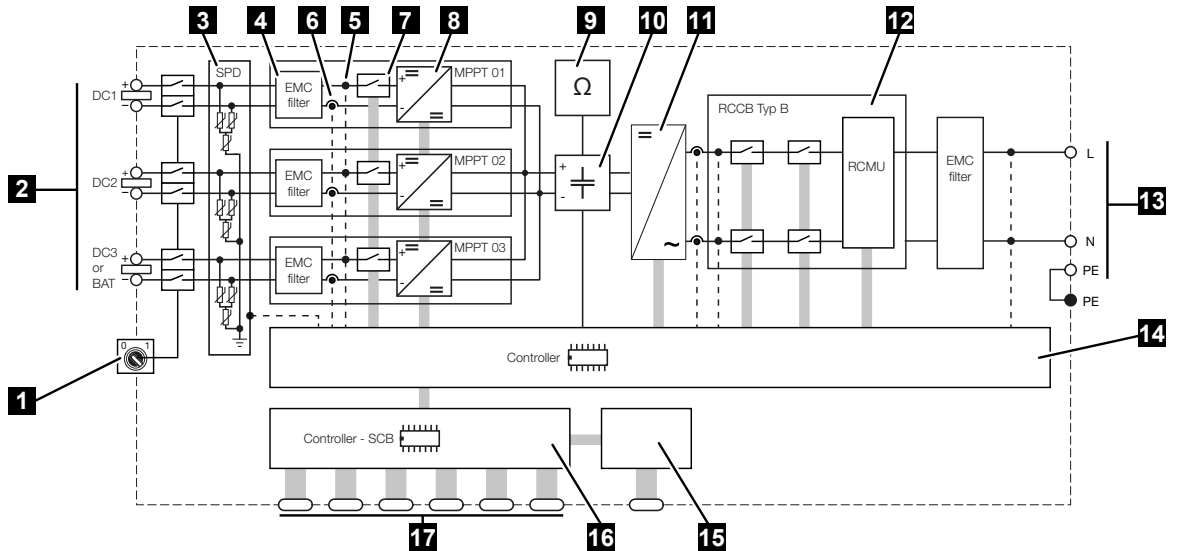 3 4 6 5 7 8 9 10 11 12
SPD
MPPT 01
DC1
+
−
EMC
filter
+
-
Ω
RCCB Typ B
2
MPPT 02
DC2
+
−
EMC
filter
+
-
+
-
RCMU
EMC
filter
L
13
MPPT 03
DC3
or
BAT
+
−
EMC
filter
+
-
~
N
PE
PE
0 1
1
Controller
14
Controller - SCB
17 16 15